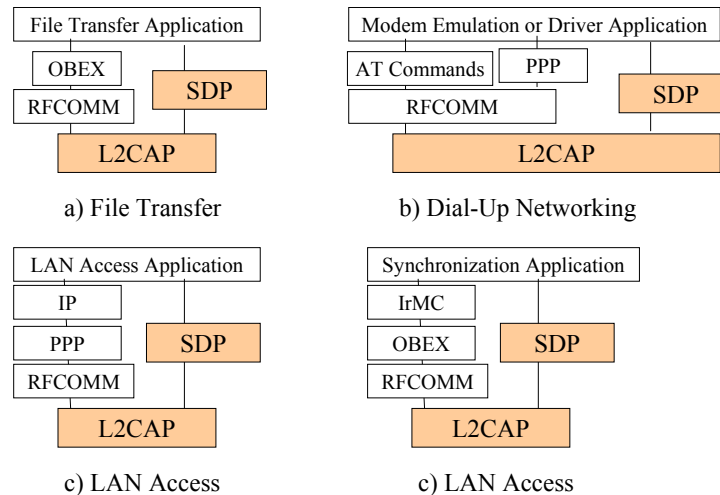 File Transfer Application
OBEX
RFCOMM
SDP
L2CAP
a) File Transfer
Modem Emulation or Driver Application
AT Commands
PPP
RFCOMM
SDP
L2CAP
b) Dial-Up Networking
LAN Access Application
IP
PPP
RFCOMM
SDP
L2CAP
c) LAN Access
Synchronization Application
IrMC
OBEX
RFCOMM
SDP
L2CAP
c) LAN Access